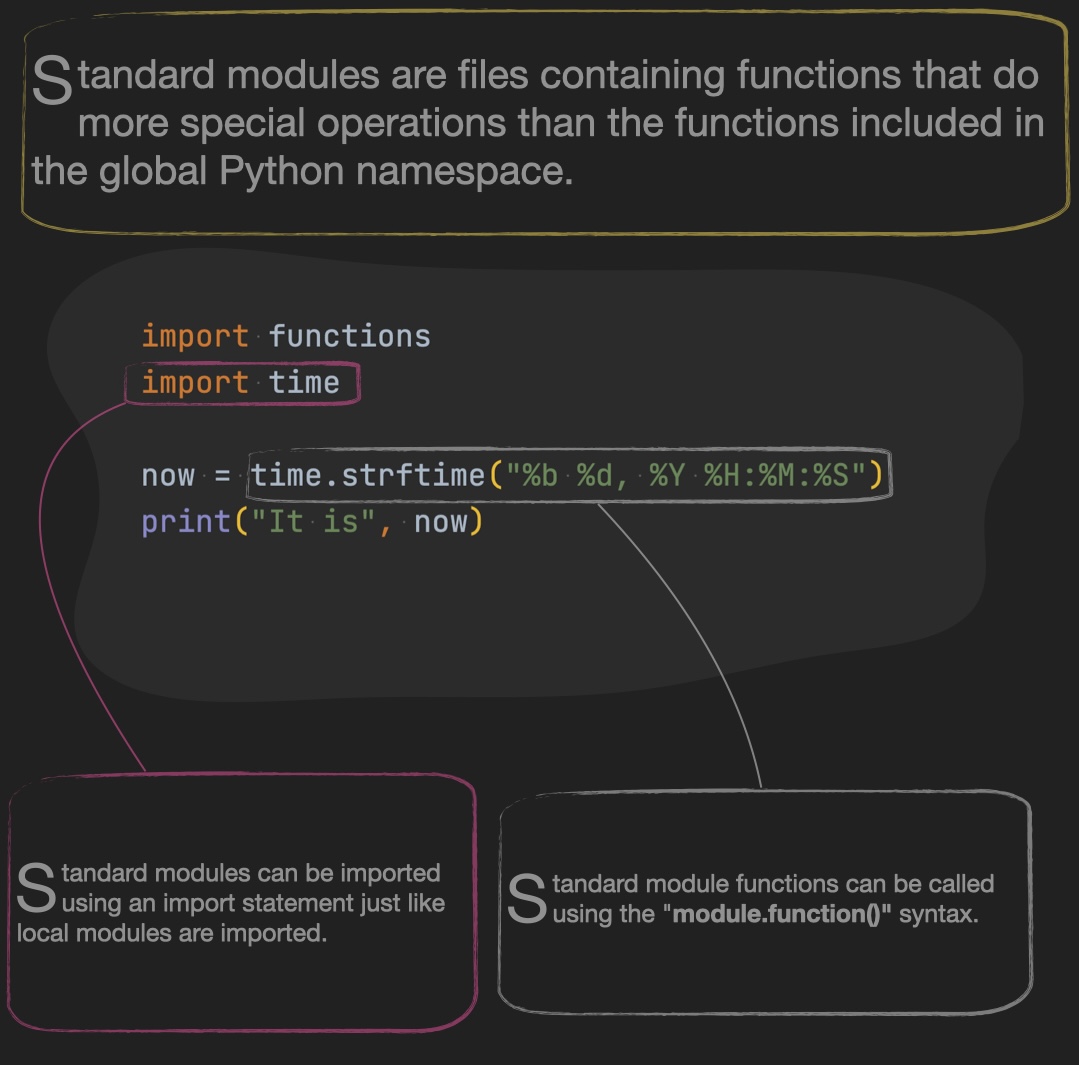 Standard modules are files containing functions that do
more special operations than the functions included in
the global Python namespace.
import functions
import time
now = time.strftime("%b %d, %Y %H:%M:%S")
print("It is", now)
Standard modules can be imported
using an import statement just like
local modules are imported.
Standard module functions can be called
using the "module.function()" syntax.